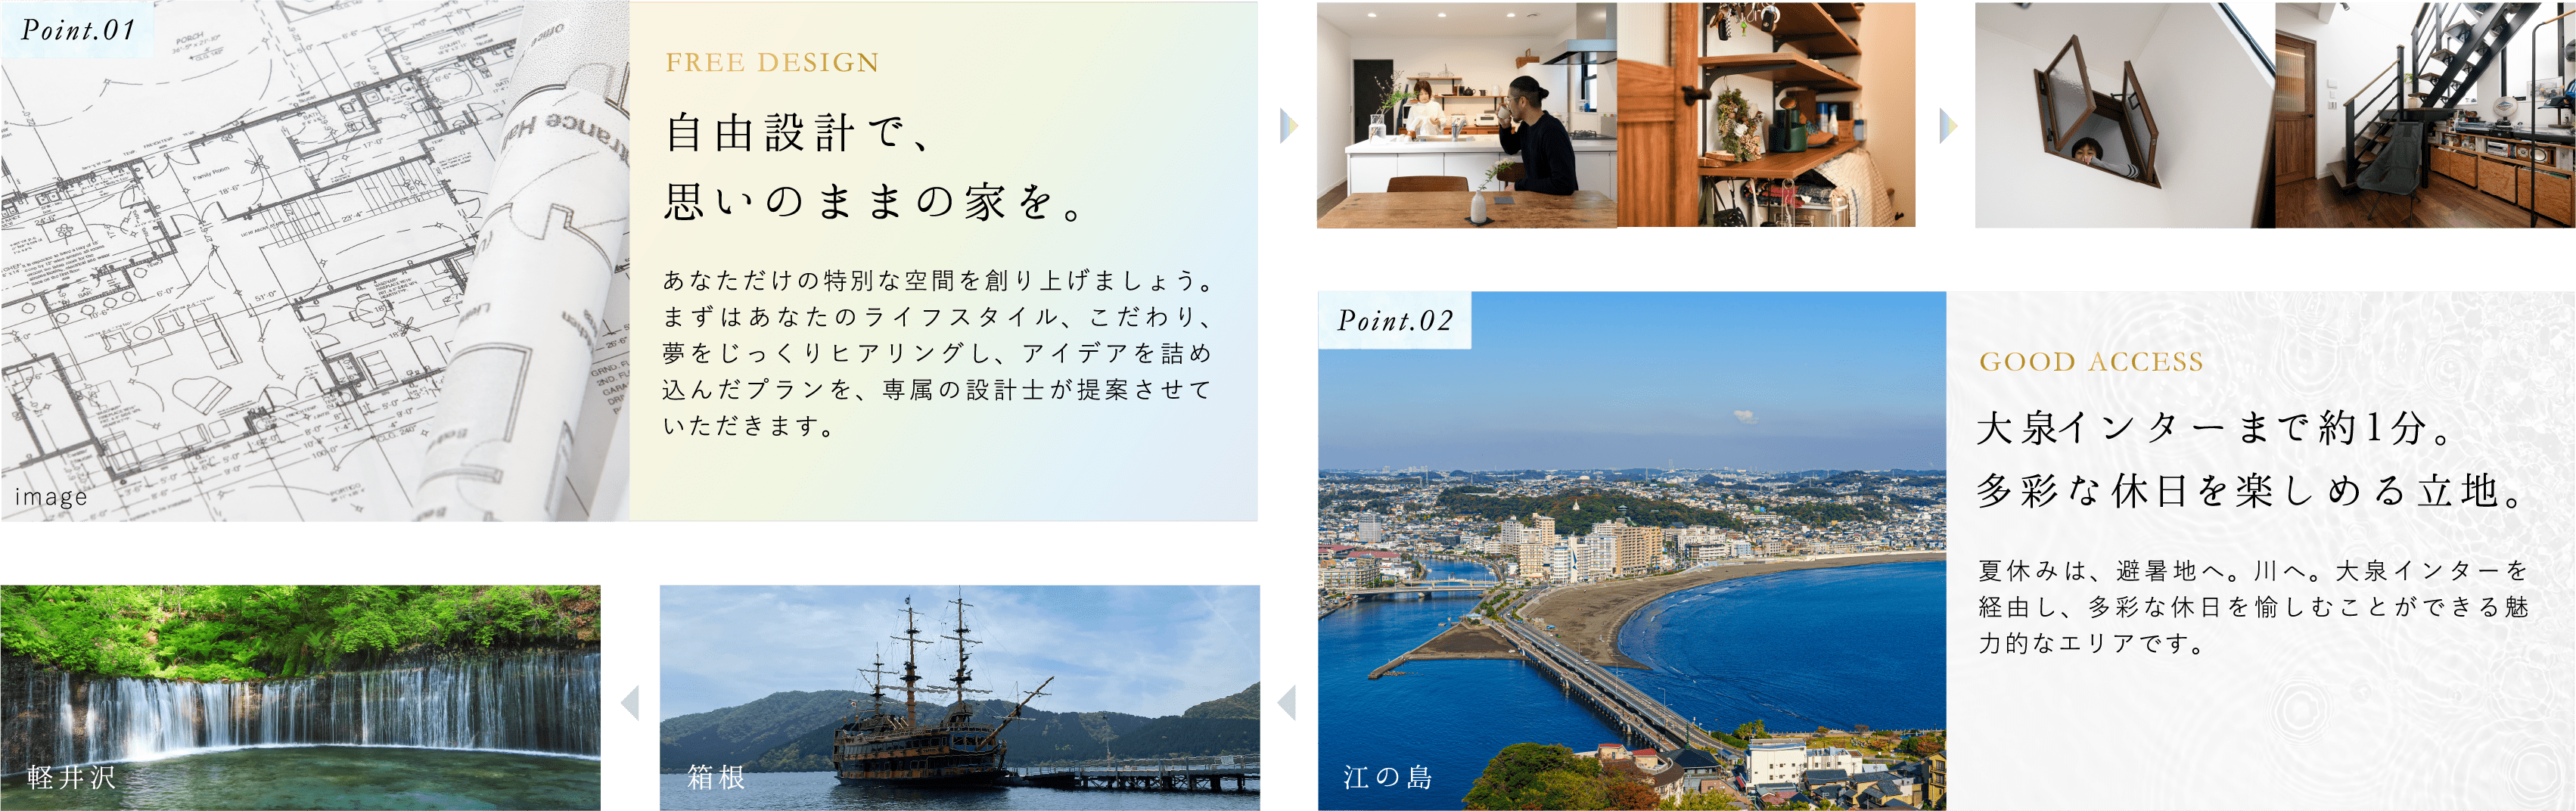 Point.01
image
FREE DESIGN
自由設計で、
思いのままの家を。
あなただけの特別な空間を創り上げましょう。
まずはあなたのライフスタイル、こだわり、
夢をじっくりヒアリングし、アイデアを詰め
込んだプランを、専属の設計士が提案させて
いただきます。
Point.02
江の島
GOOD ACCESS
大泉インターまで約1分。
多彩な休日を楽しめる立地。
夏休みは、避暑地へ。川へ。大泉インターを
経由し、多彩な休日を愉しむことができる魅
力的なエリアです。
箱根
軽井沢